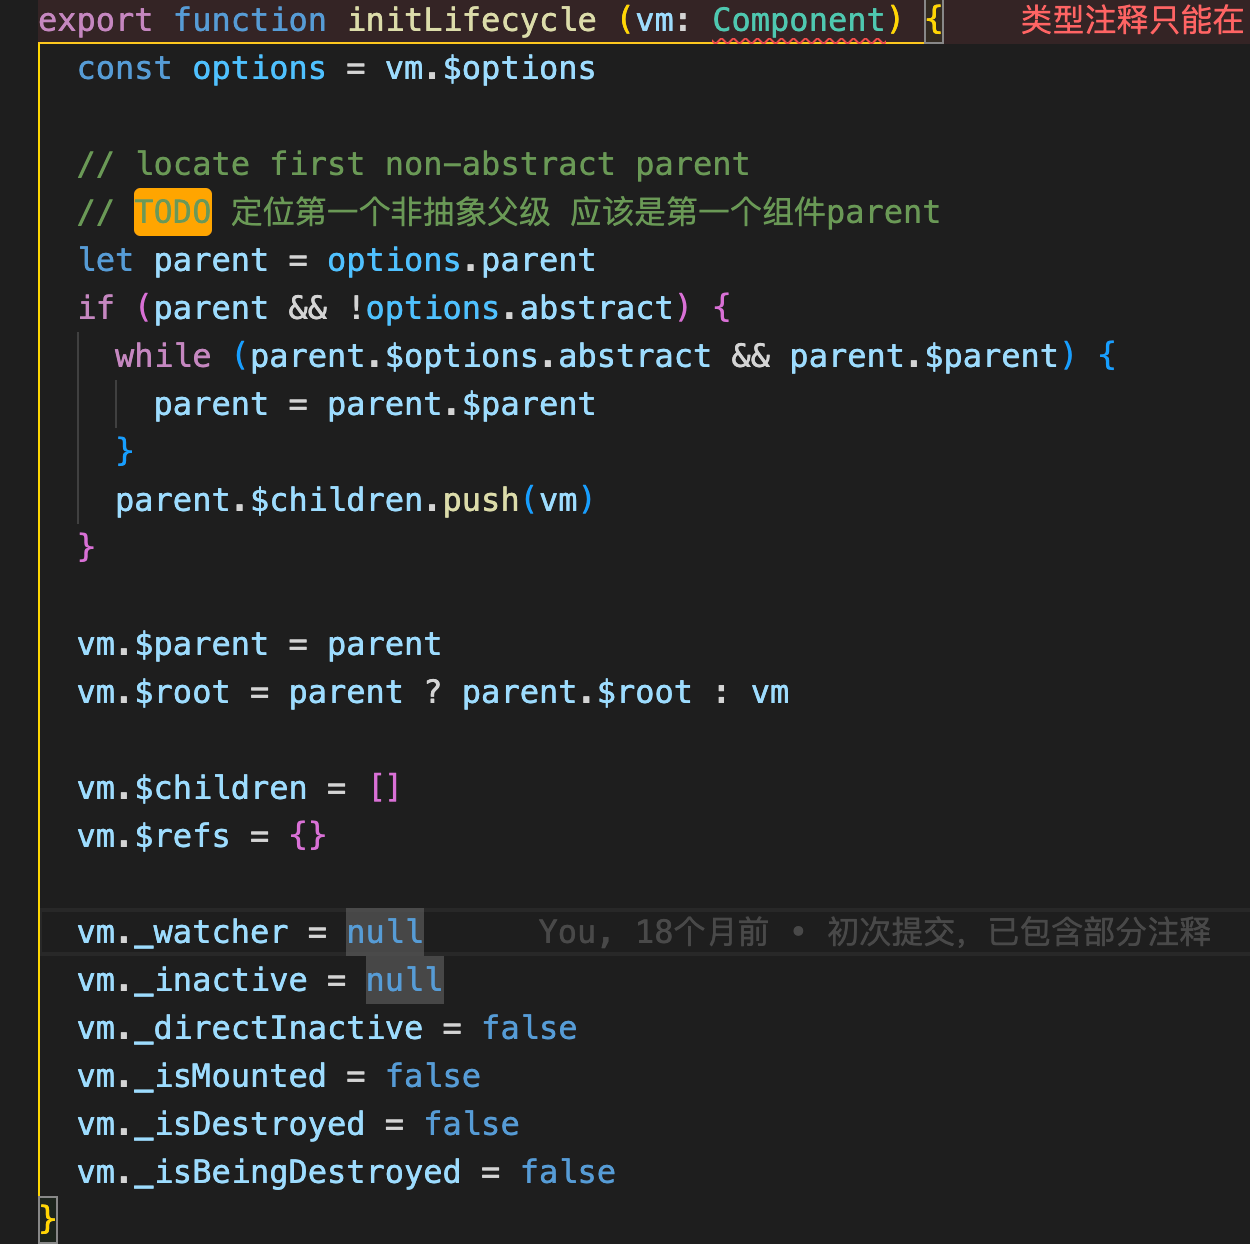 export function initLifecycle (vm: Component) { 类型注释只能在
const options = vm.$options
// locate first non-abstract parent
// TODO 定位第一个非抽象父级 应该是第一个组件parent
let parent = options.parent
if (parent && !options.abstract) {
while (parent.$options.abstract && parent.$parent) {
parent = parent.$parent
}
parent.$children.push(vm)
}
vm.$parent = parent
vm.$root = parent ? parent.$root : vm
vm.$children = []
vm.$refs = {}
vm._watcher = null You, 18个月前 • 初次提交，已包含部分注释
vm._inactive = null
vm._directInactive = false
vm._isMounted = false
vm._isDestroyed = false
vm._isBeingDestroyed = false
}